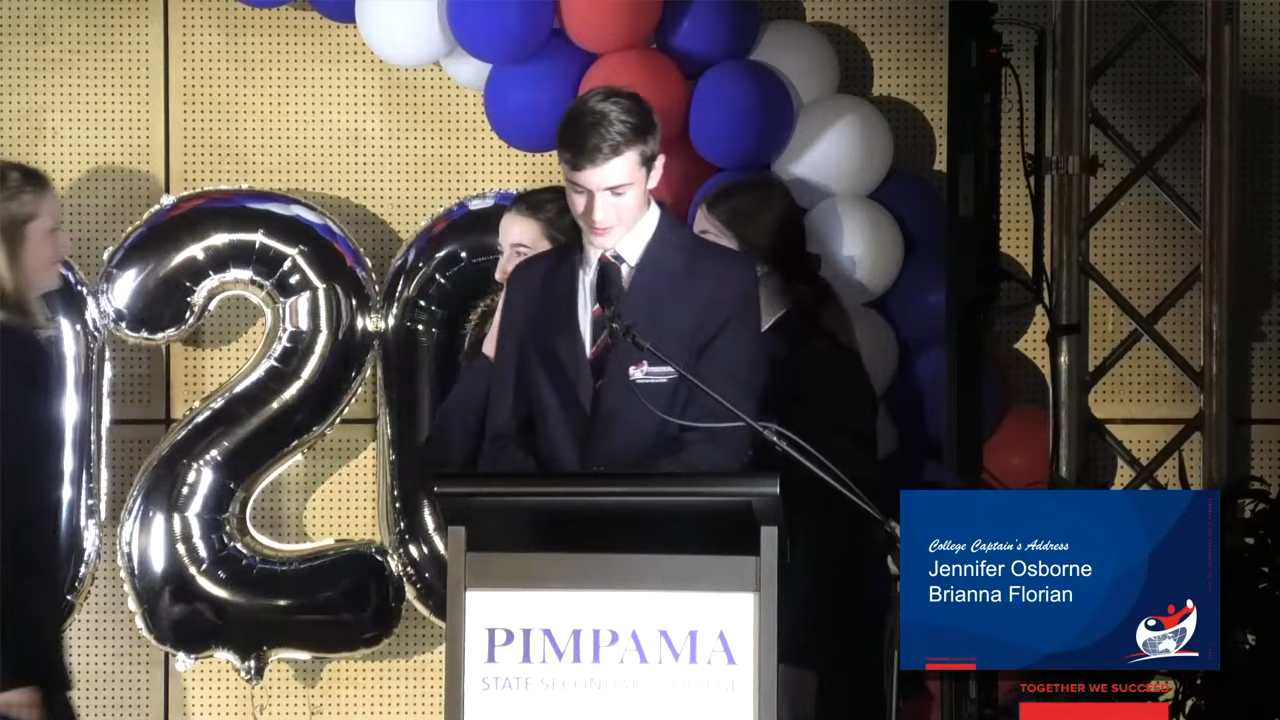 PIMPAMA
STATE SECONDARY COLLEGE
College Captain's Address
Jennifer Osborne
Brianna Florian
TOGETHER WE SUCCEED